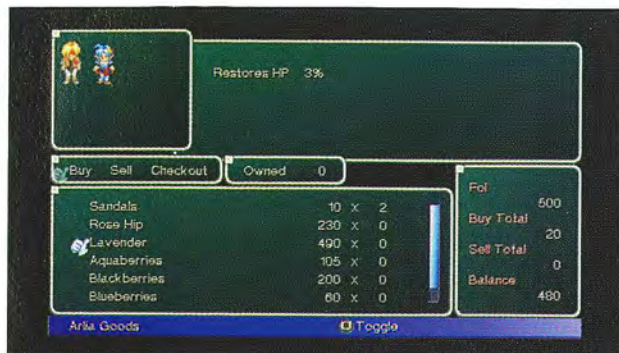 Restores HP 3%
Buy Sell Checkout
Owned 0
Sandals 10 x 2
Rose Hip 230 x 0
Lavender 490 x 0
Aquaberries 105 x 0
Blackberries 200 x 0
Blueberries 60 x 0
Fol
500
Buy Total
20
Sell Total
0
Balance
480
Arlia Goods
Toggle